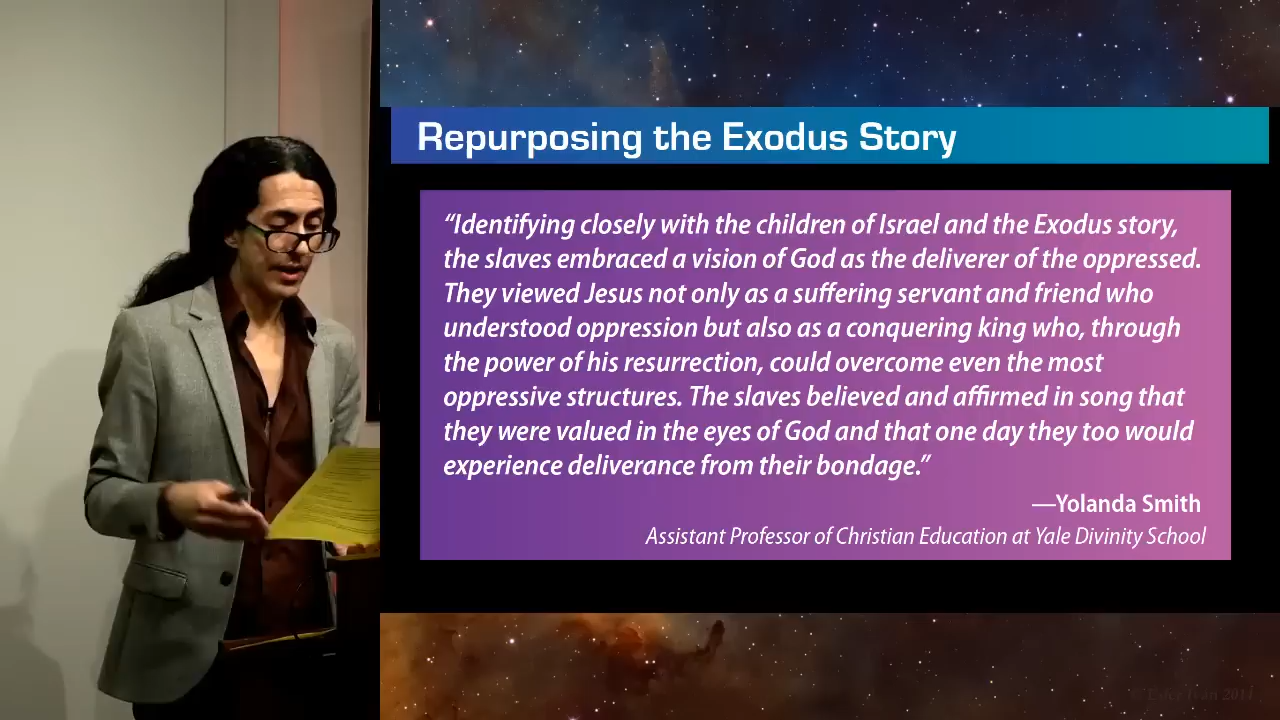 Repurposing the Exodus Story
“Identifying closely with the children of Israel and the Exodus story,
the slaves embraced a vision of God as the deliverer of the oppressed.
They viewed Jesus not only as a suffering servant and friend who
understood oppression but also as a conquering king who, through
the power of his resurrection, could overcome even the most
oppressive structures. The slaves believed and affirmed in song that
they were valued in the eyes of God and that one day they too would
experience deliverance from their bondage.”
—Yolanda Smith
Assistant Professor of Christian Education at Yale Divinity School